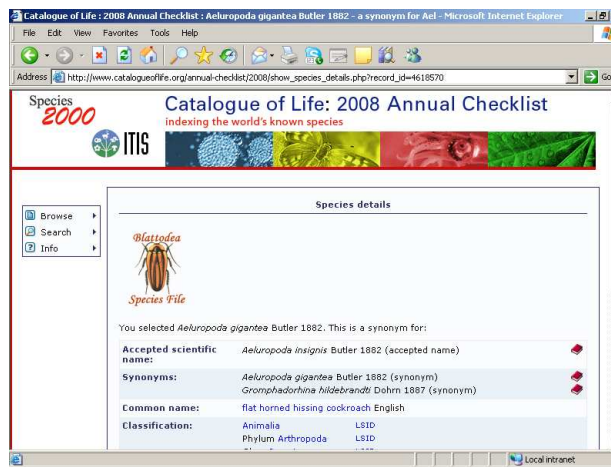 Catalogue of Life : 2008 Annual Checklist : Aeluropoda gigantea Butler 1882 - a synonym for Ael - Microsoft Internet Explorer
File Edit View Favorites Tools Help
Address http://www.catalogueoflife.org/annual-checklist/2008/show_species_details.php?record_id=4618570 Go
Species 2000
ITIS
Catalogue of Life: 2008 Annual Checklist
indexing the world's known species
Browse
Search
Info
Species details
Blattodea
Species File
You selected Aeluropoda gigantea Butler 1882. This is a synonym for:
Accepted scientific name: Aeluropoda insignis Butler 1882 (accepted name)
Synonyms: Aeluropoda gigantea Butler 1882 (synonym)
Gromphadorhina hildebrandti Dohrn 1887 (synonym)
Common name: flat horned hissing cockroach English
Classification: Animalia LSID
Phylum Arthropoda LSID
Local intranet